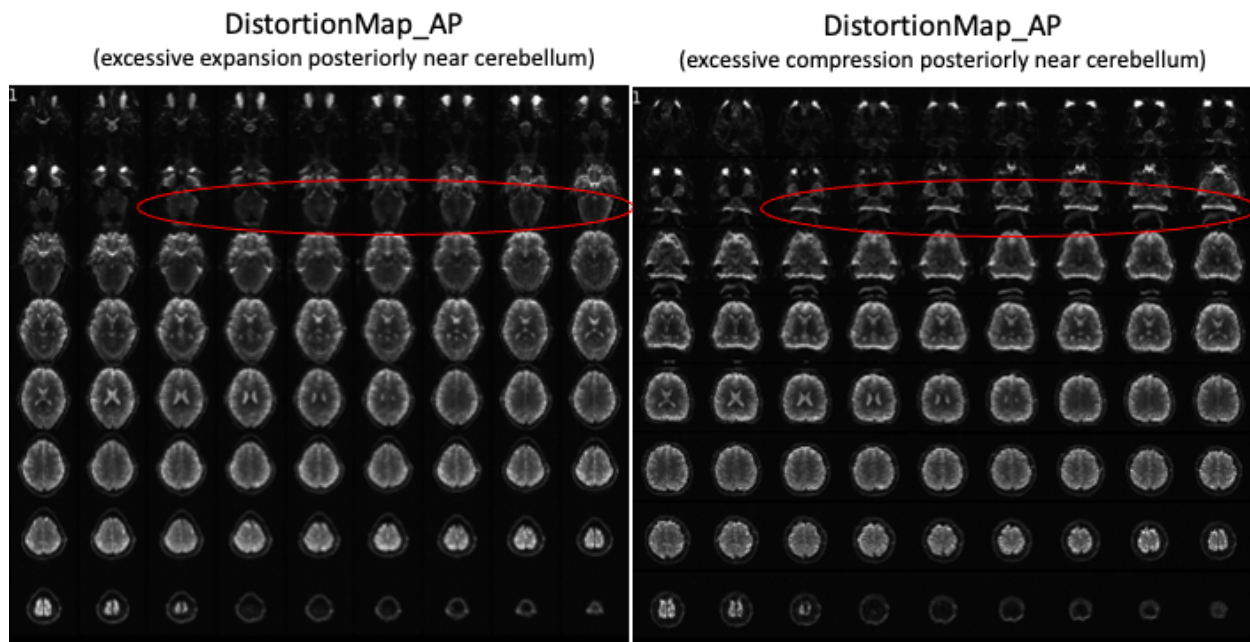 DistortionMap_AP
(excessive expansion posteriorly near cerebellum)
DistortionMap_AP
(excessive compression posteriorly near cerebellum)
1
1